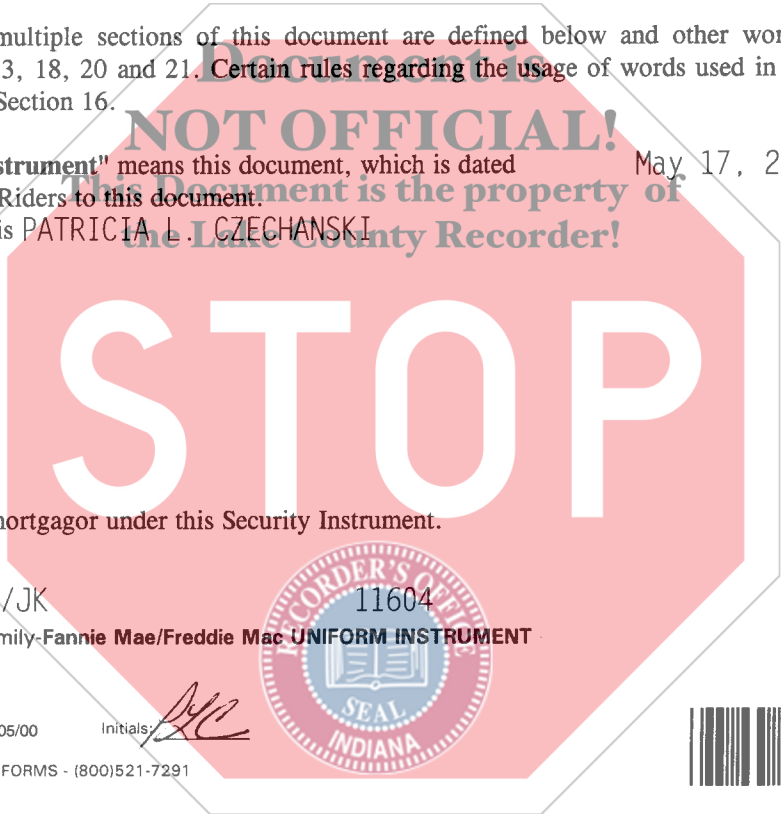 multiple sections of this document are defined below and other wor
3, 18, 20 and 21. Certain rules regarding the usage of words used in
Section 16.
Document is
NOT OFFICIAL!
This Document is the property of
the Lake County Recorder!
strument" means this document, which is dated May 17, 2
Riders to this document.
is PATRICIA L. CZECHANSKI
STOP
mortgagor under this Security Instrument.
/JK 11604
mily-Fannie Mae/Freddie Mac UNIFORM INSTRUMENT
RECORDER'S OFFICE
SEAL
INDIANA
05/00 Initials: PLC
FORMS - (800)521-7291